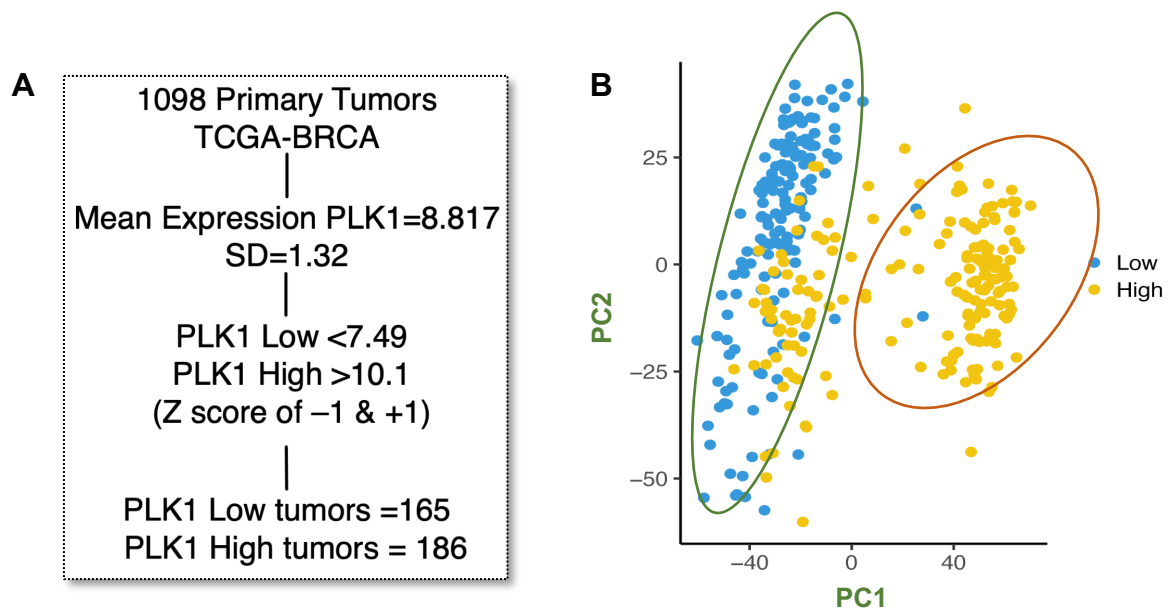 A
1098 Primary Tumors
TCGA-BRCA
Mean Expression PLK1=8.817
SD=1.32
PLK1 Low <7.49
PLK1 High >10.1
(Z score of –1 & +1)
PLK1 Low tumors =165
PLK1 High tumors = 186
B
PC2
25
0
−25
−50
−40
0
40
PC1
Low
High